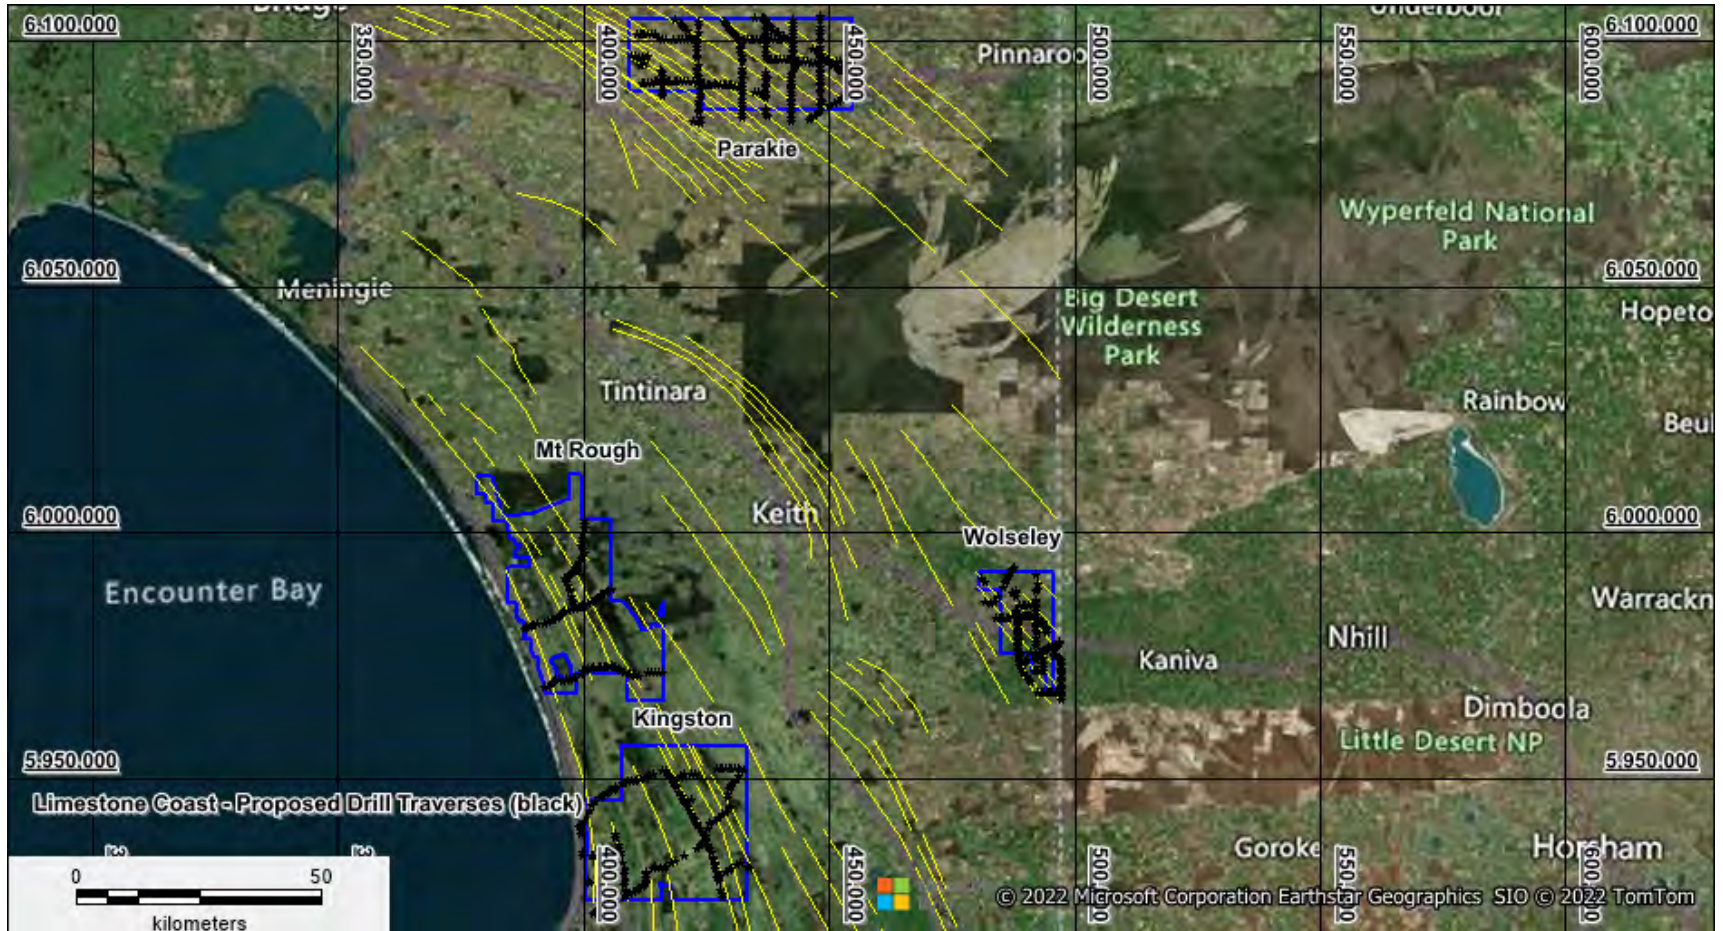 Underbool
6.100.000
350.000
400.000
450.000
Pinnaroo
500.000
550.000
600.000
6.100.000
Parakie
Wyperfeld National
Park
6.050.000
Meningie
6.050.000
Big Desert
Wilderness
Park
Hopeto
Tintinara
Rainbow
Beul
Mt Rough
6.000.000
Keith
6.000.000
Wolseley
Encounter Bay
Warrackn
Nhill
Kaniva
Kingston
Dimboola
Little Desert NP
5.950.000
5.950.000
Limestone Coast - Proposed Drill Traverses (black)
Goroke
Horsham
400.000
450.000
0 50
kilometers
© 2022 Microsoft Corporation Earthstar Geographics SIO © 2022 TomTom